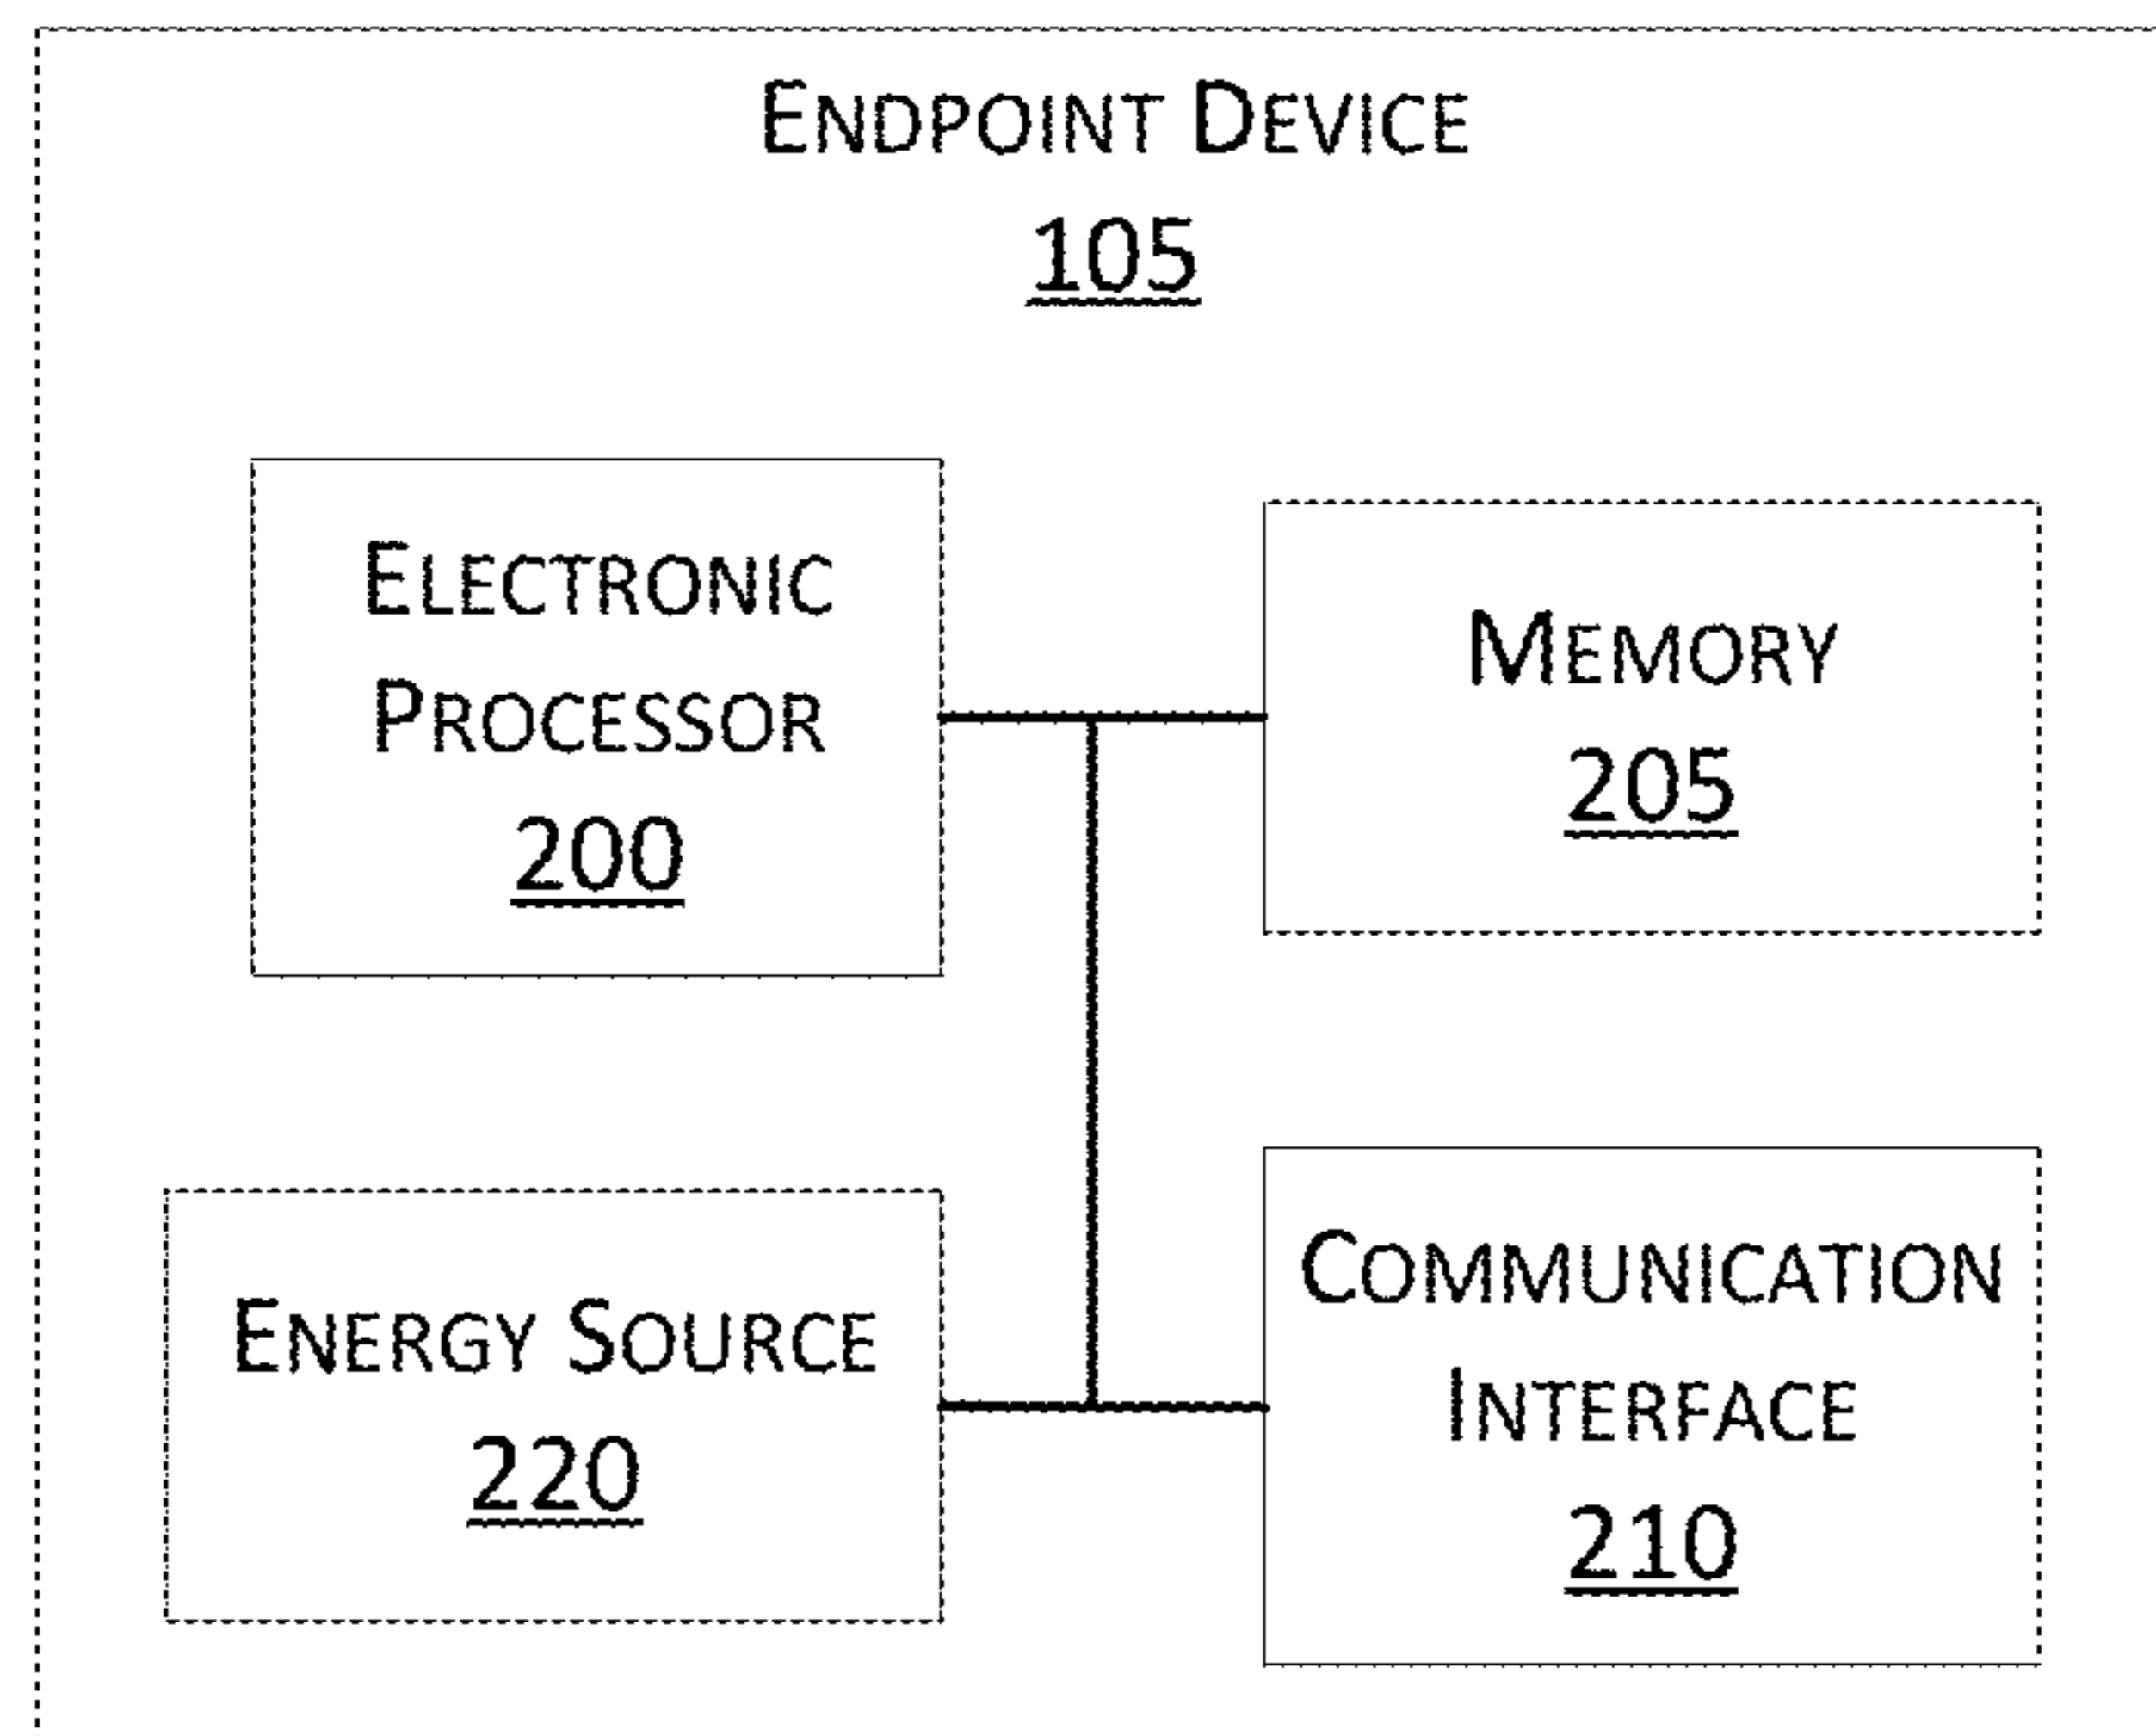 ENDPOINT DEVICE
105
ELECTRONIC
PROCESSOR
200
MEMORY
205
ENERGY SOURCE
220
COMMUNICATION
INTERFACE
210